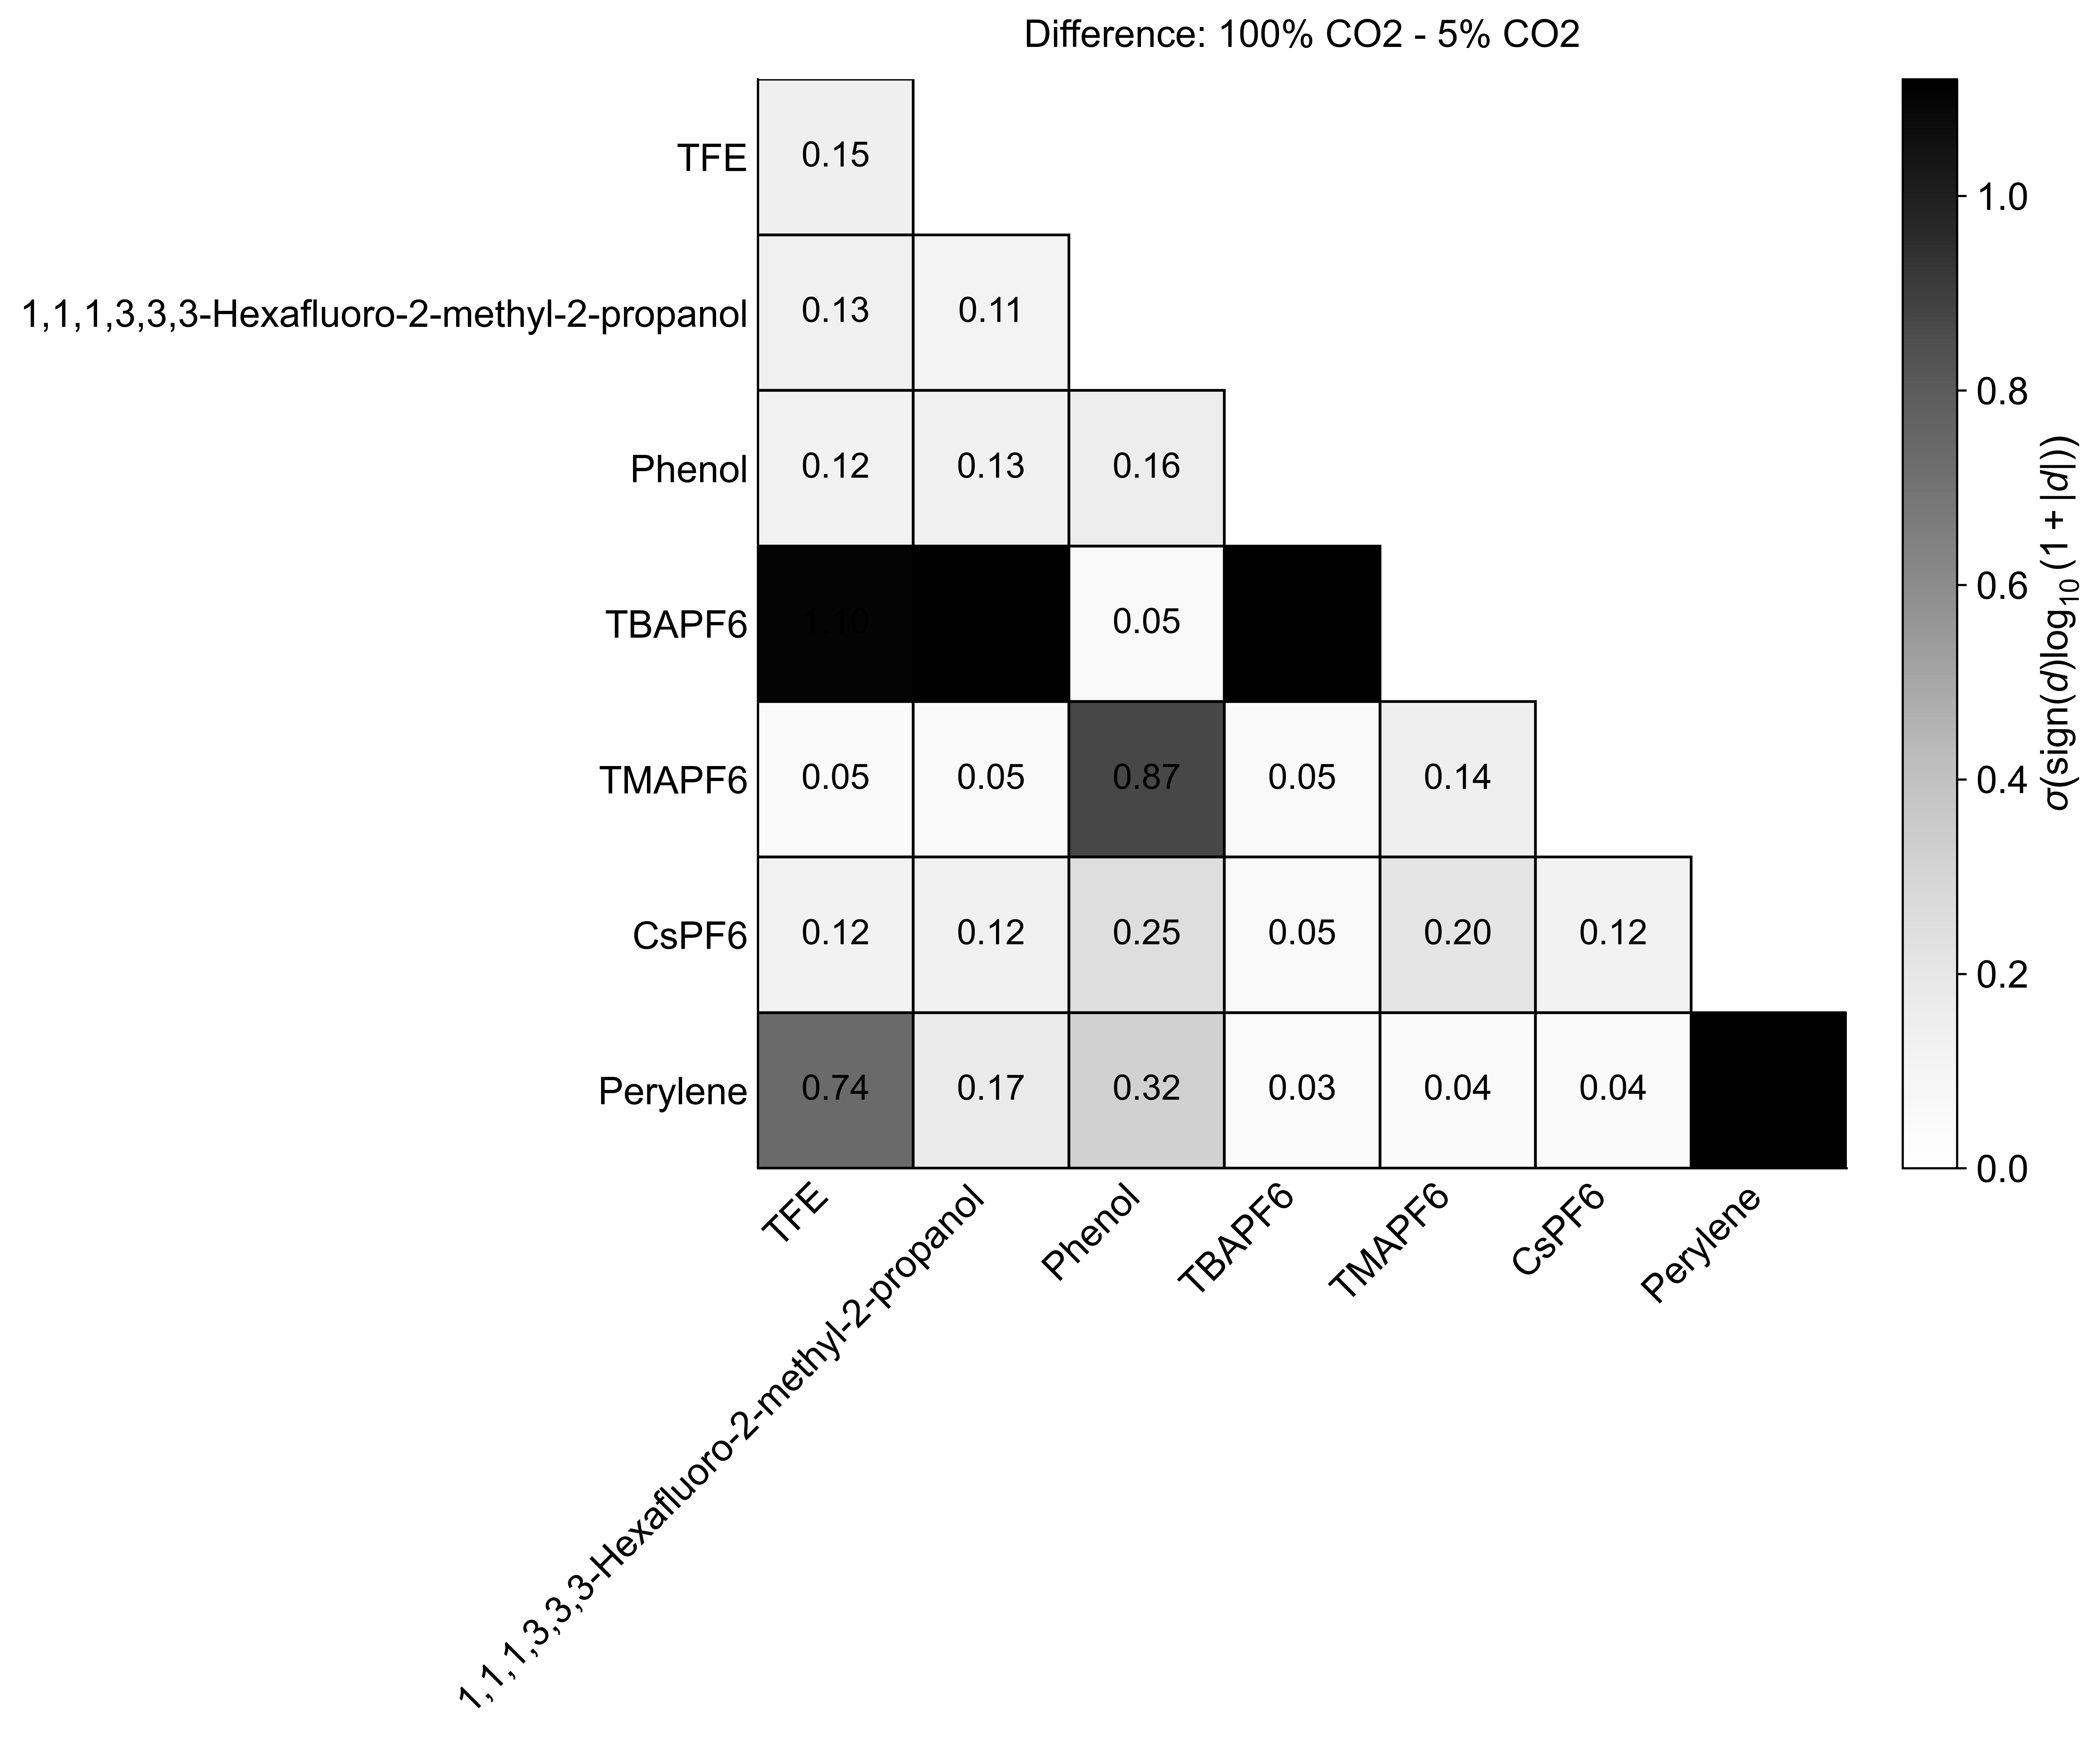 Difference: 100% CO2 - 5% CO2
TFE
0.15
1,1,1,3,3,3-Hexafluoro-2-methyl-2-propanol
0.13 0.11
Phenol
0.12 0.13 0.16
TBAPF6
1.10 0.05
TMAPF6
0.05 0.05 0.87 0.05 0.14
CsPF6
0.12 0.12 0.25 0.05 0.20 0.12
Perylene
0.74 0.17 0.32 0.03 0.04 0.04
TFE
1,1,1,3,3,3-Hexafluoro-2-methyl-2-propanol
Phenol
TBAPF6
TMAPF6
CsPF6
Perylene
1.0
0.8
0.6
0.4
0.2
0.0
σ(sign(d)log₁₀ (1 + |d|))